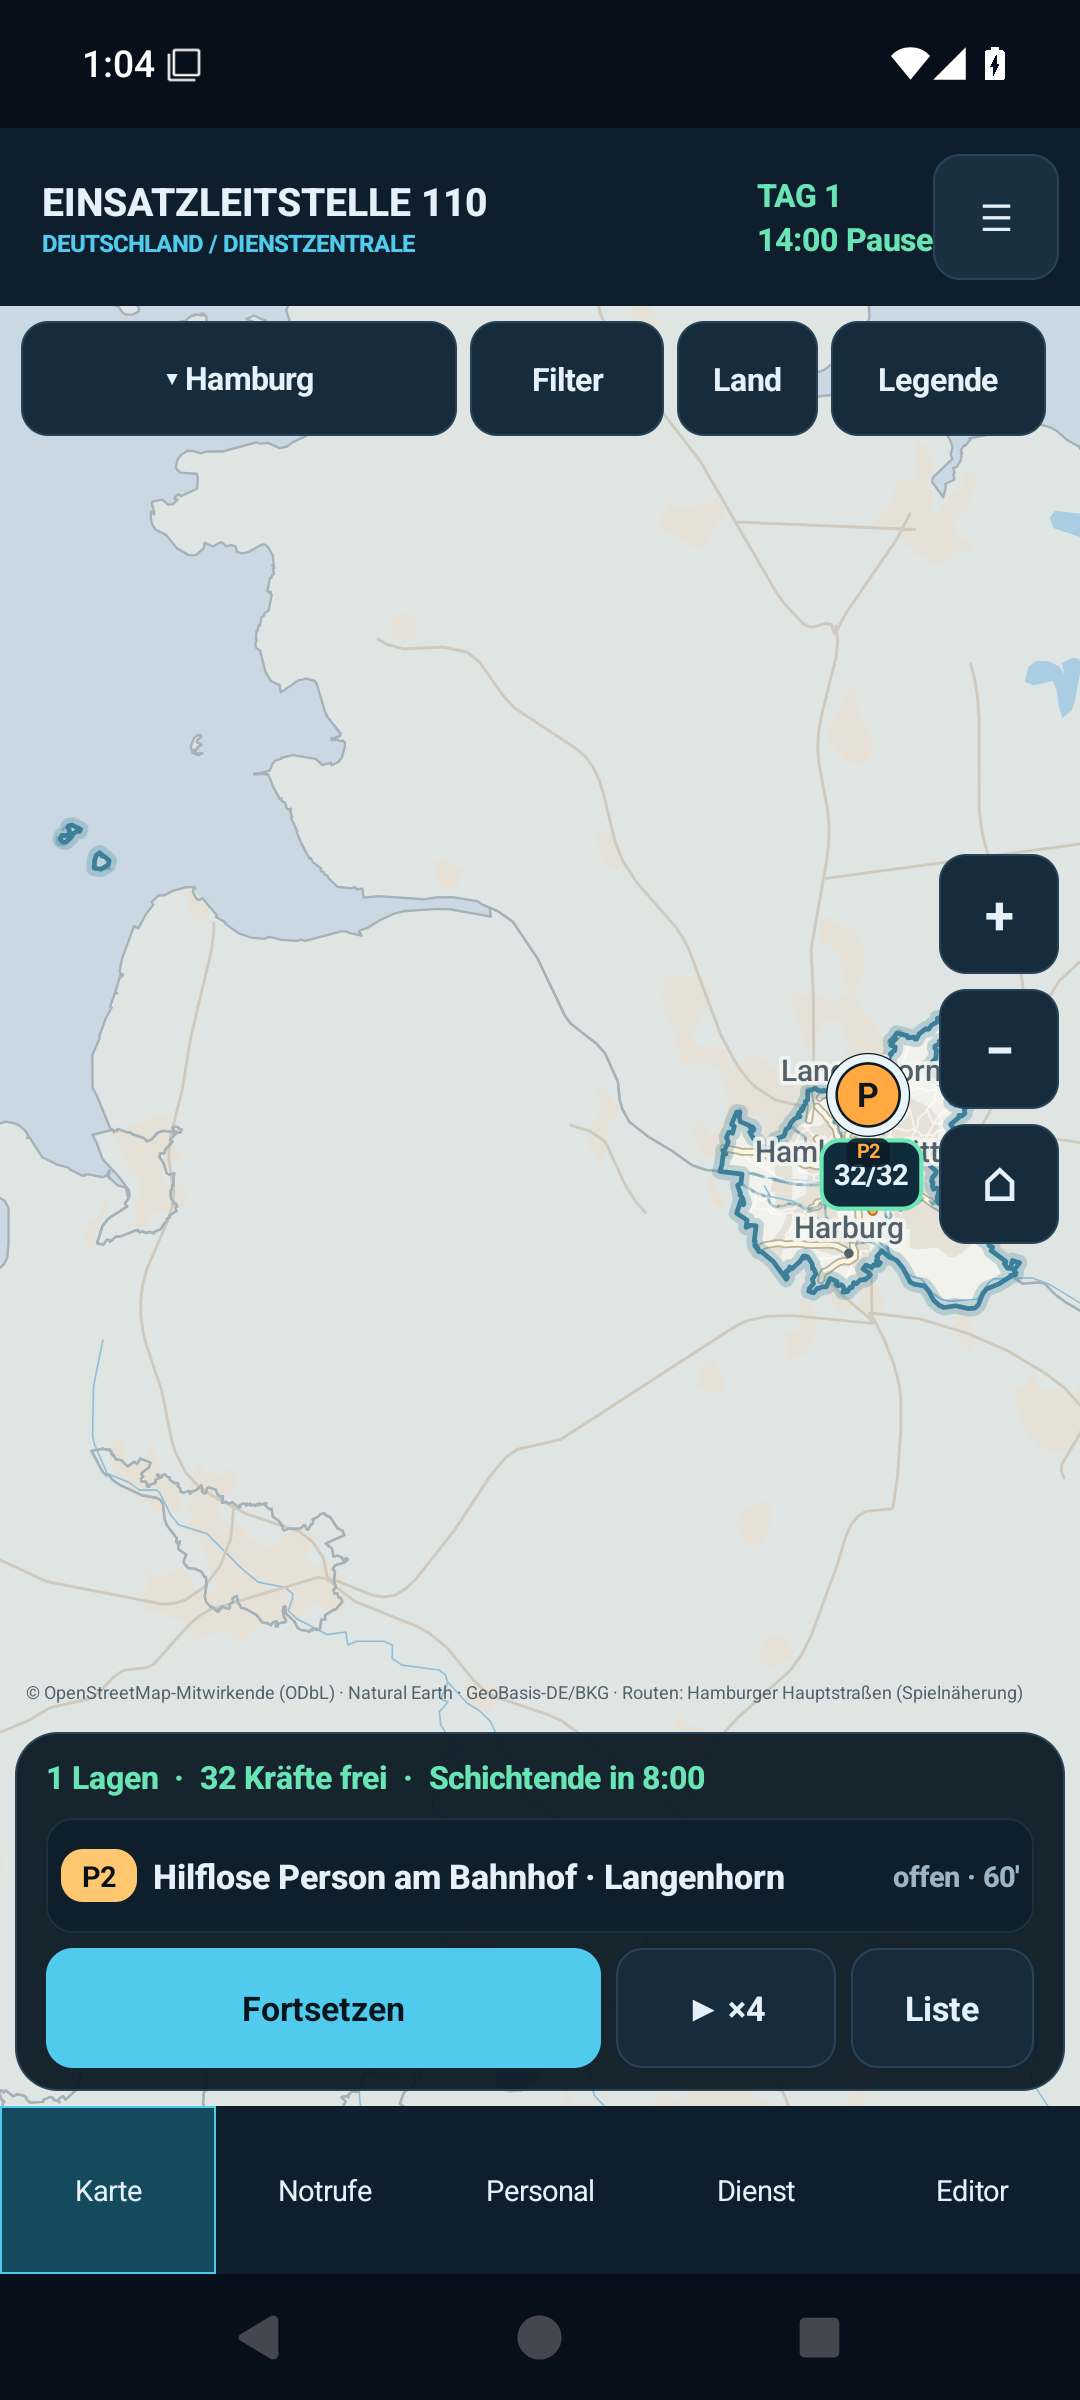 1:04
EINSATZLEITSTELLE 110
DEUTSCHLAND / DIENSTZENTRALE
TAG 1
14:00 Pause
☰
▼ Hamburg
Filter
Land
Legende
+
−
P
P2
32/32
Harburg
© OpenStreetMap-Mitwirkende (ODbL) · Natural Earth · GeoBasis-DE/BKG · Routen: Hamburger Hauptstraßen (Spielnäherung)
1 Lagen · 32 Kräfte frei · Schichtende in 8:00
P2 Hilflose Person am Bahnhof · Langenhorn offen · 60'
Fortsetzen
▶ ×4
Liste
Karte
Notrufe
Personal
Dienst
Editor